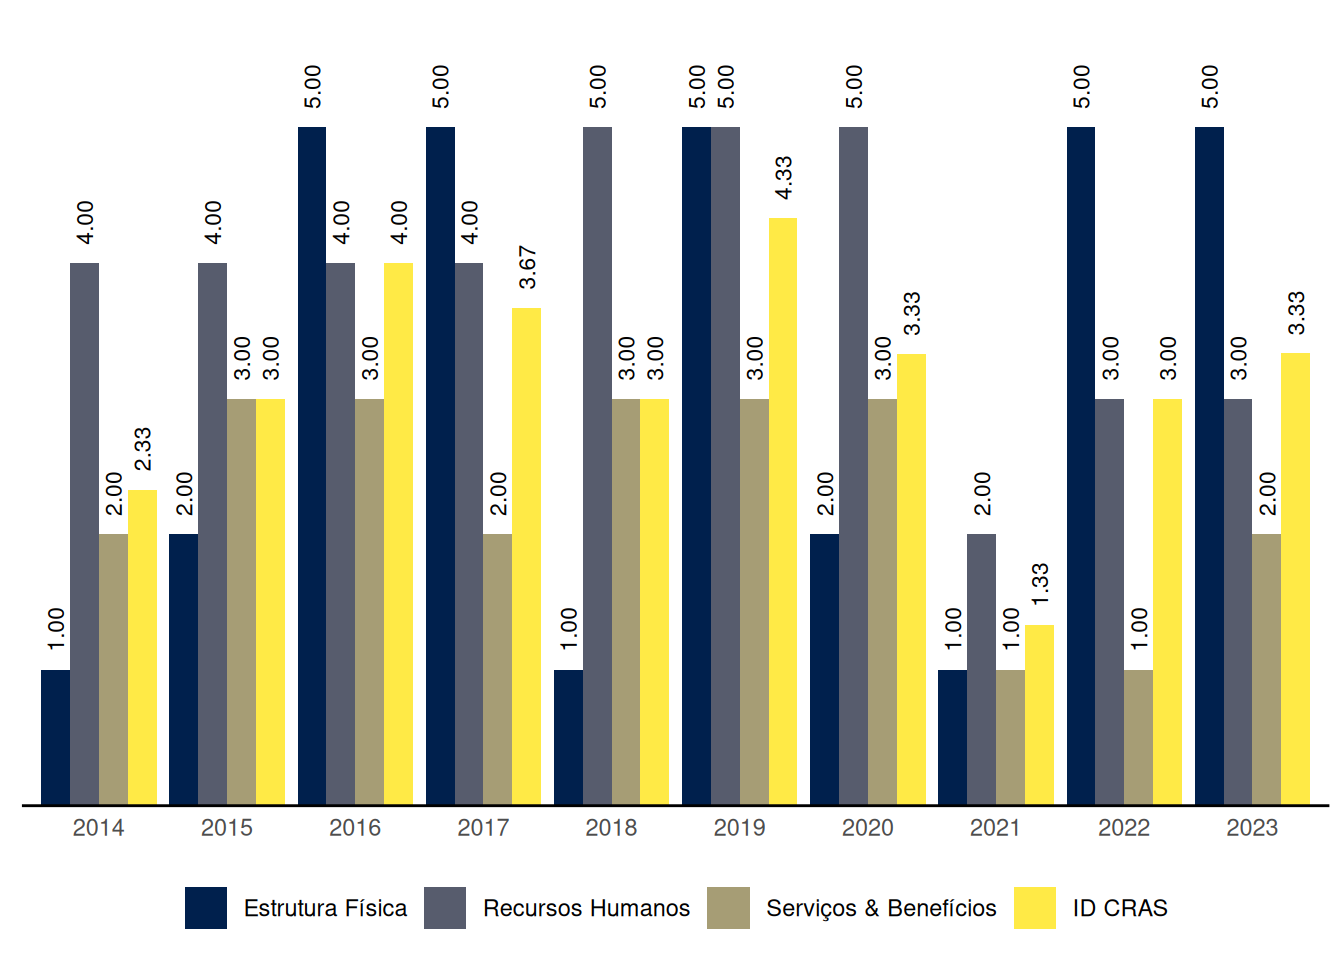 5.00 5.00 5.00 5.00 5.00 5.00 5.00 5.00
4.33
4.00 4.00 4.00 4.00 4.00
3.67
3.33 3.33
3.00 3.00 3.00 3.00 3.00 3.00 3.00 3.00 3.00 3.00
2.33
2.00 2.00 2.00 2.00 2.00 2.00
1.33
1.00 1.00 1.00 1.00 1.00
2014 2015 2016 2017 2018 2019 2020 2021 2022 2023
Estrutura Física Recursos Humanos Serviços & Benefícios ID CRAS